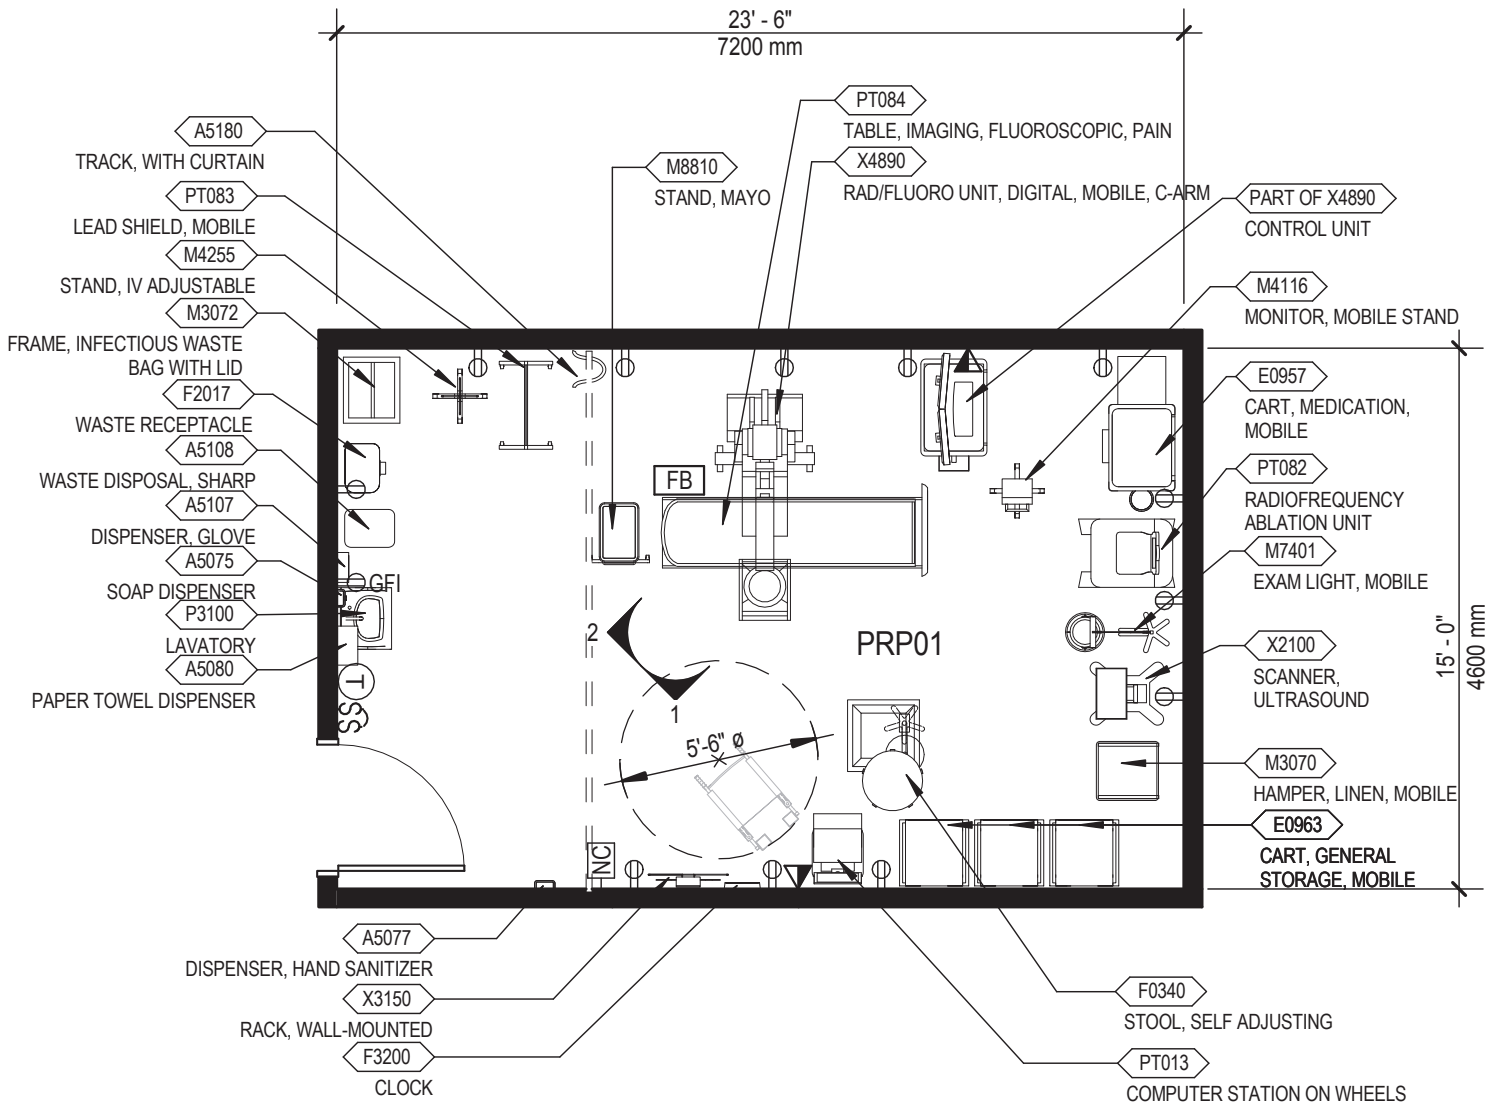 23' - 6"
7200 mm
A5180
TRACK, WITH CURTAIN
PT083
LEAD SHIELD, MOBILE
M4255
STAND, IV ADJUSTABLE
M3072
FRAME, INFECTIOUS WASTE
BAG WITH LID
F2017
WASTE RECEPTACLE
A5108
WASTE DISPOSAL, SHARP
A5107
DISPENSER, GLOVE
A5075
SOAP DISPENSER
P3100
LAVATORY
A5080
PAPER TOWEL DISPENSER
M8810
STAND, MAYO
PT084
TABLE, IMAGING, FLUOROSCOPIC, PAIN
X4890
RAD/FLUORO UNIT, DIGITAL, MOBILE, C-ARM
PART OF X4890
CONTROL UNIT
M4116
MONITOR, MOBILE STAND
E0957
CART, MEDICATION,
MOBILE
PT082
RADIOFREQUENCY
ABLATION UNIT
M7401
EXAM LIGHT, MOBILE
X2100
SCANNER,
ULTRASOUND
M3070
HAMPER, LINEN, MOBILE
E0963
CART, GENERAL
STORAGE, MOBILE
15' - 0"
4600 mm
FB
GFI
T
S
S
2
1
PRP01
5'-6" ø
NC
A5077
DISPENSER, HAND SANITIZER
X3150
RACK, WALL-MOUNTED
F3200
CLOCK
F0340
STOOL, SELF ADJUSTING
PT013
COMPUTER STATION ON WHEELS